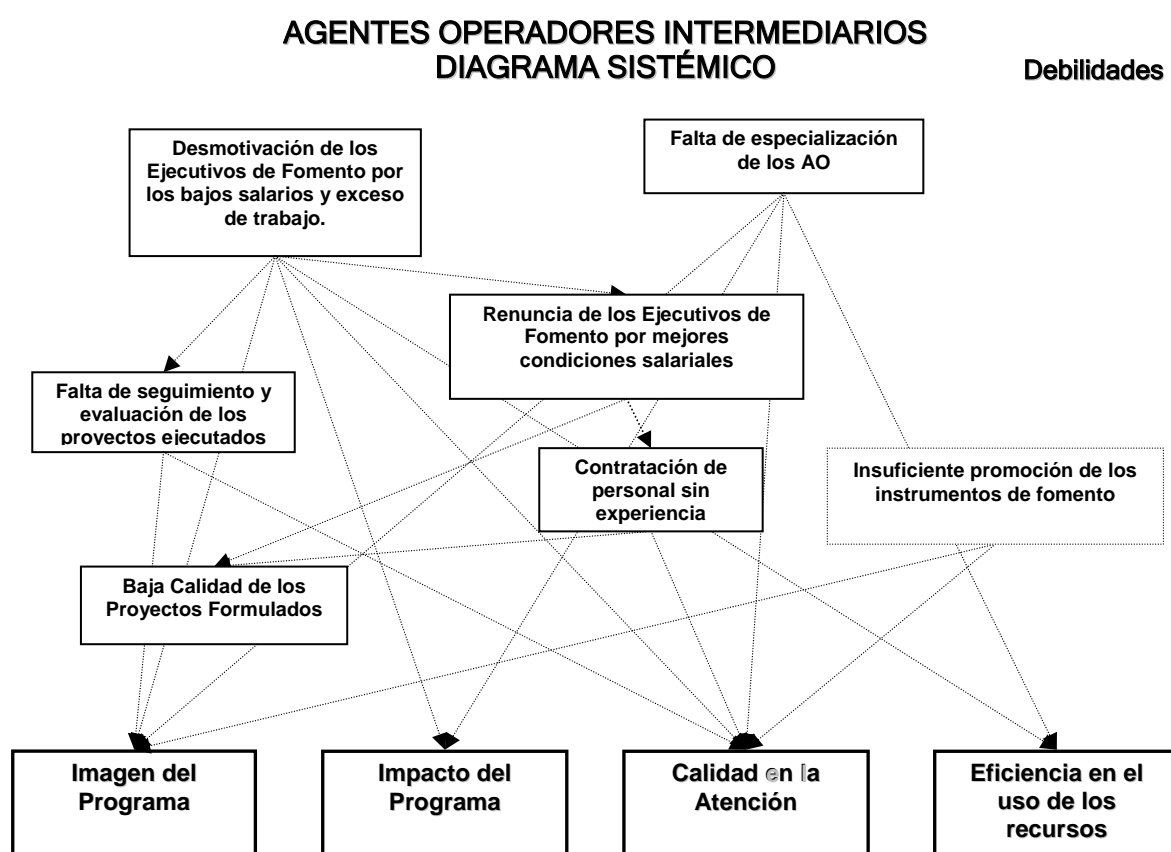 AGENTES OPERADORES INTERMEDIARIOS
DIAGRAMA SISTÉMICO
Debilidades
Desmotivación de los
Ejecutivos de Fomento por
los bajos salarios y exceso
de trabajo.
Falta de especialización
de los AO
Renuncia de los Ejecutivos de
Fomento por mejores
condiciones salariales
Falta de seguimiento y
evaluación de los
proyectos ejecutados
Contratación de
personal sin
experiencia
Insuficiente promoción de los
instrumentos de fomento
Baja Calidad de los
Proyectos Formulados
Imagen del
Programa
Impacto del
Programa
Calidad en la
Atención
Eficiencia en el
uso de los
recursos